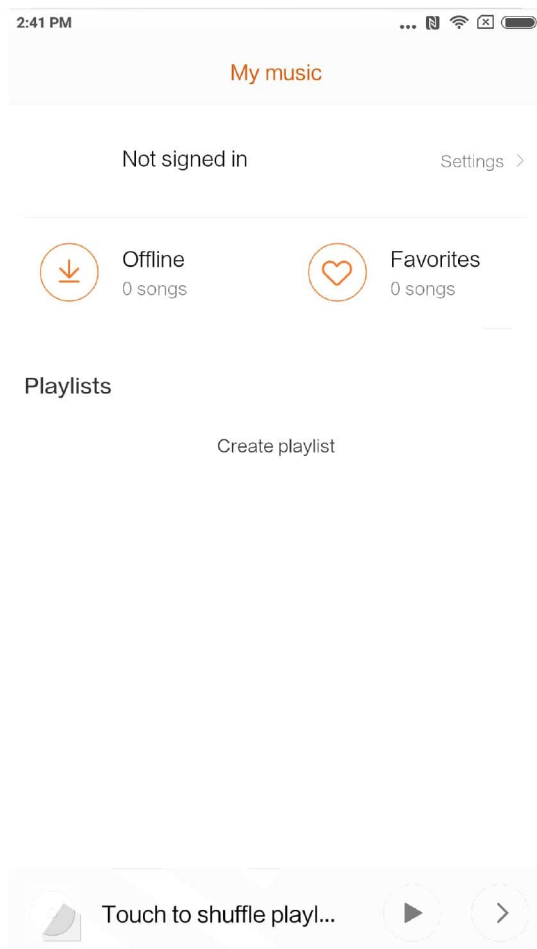 2:41 PM
My music
Not signed in
Settings
Offline
0 songs
Favorites
0 songs
Playlists
Create playlist
Touch to shuffle playl...